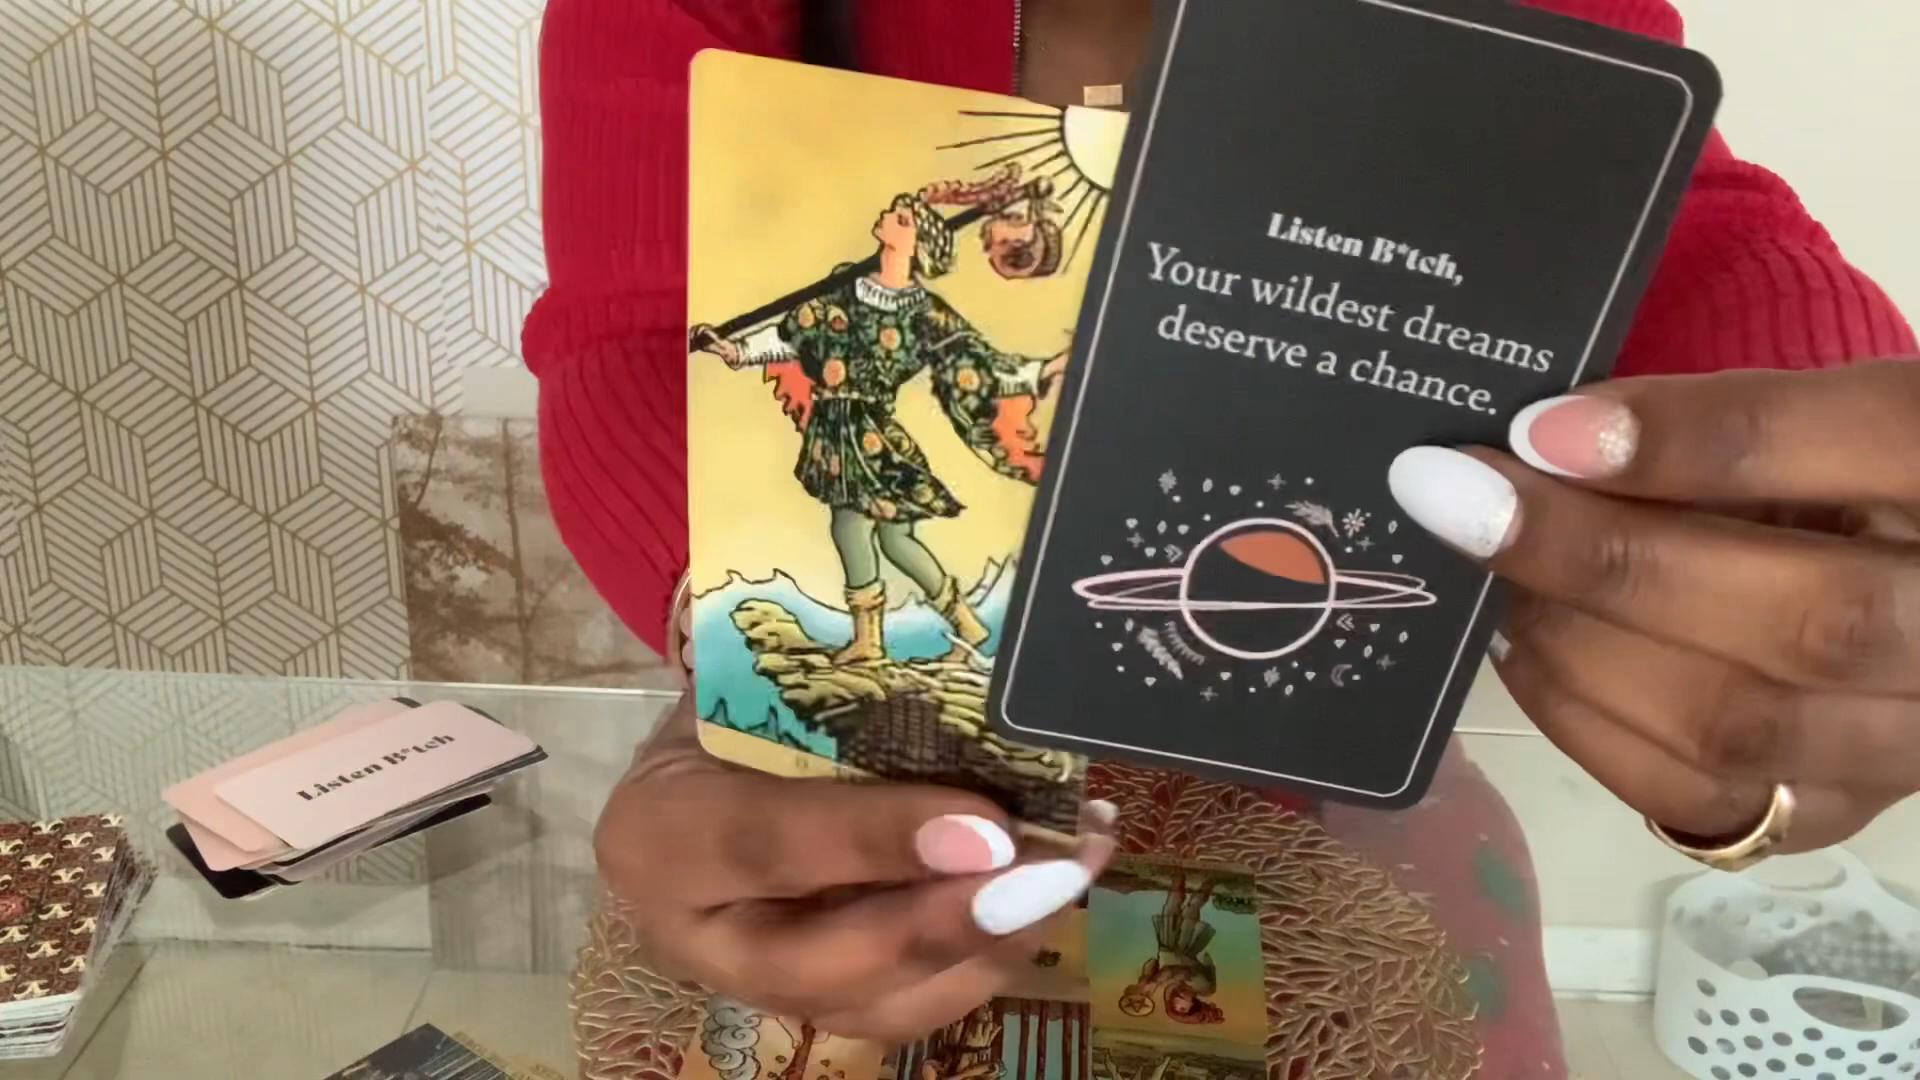 Listen B*tch,
Your wildest dreams
deserve a chance.
Listen B*tch